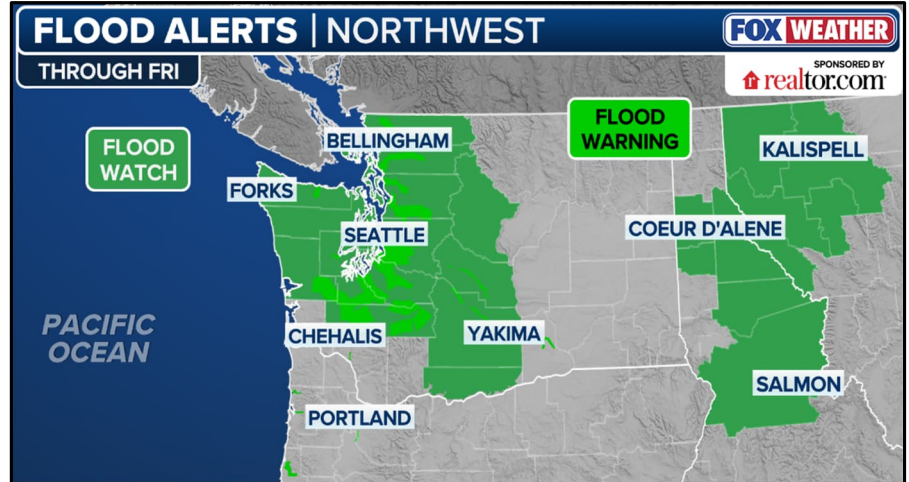 FLOOD ALERTS | NORTHWEST
FOX WEATHER
THROUGH FRI
SPONSORED BY
realtor.com
FLOOD
WATCH
FLOOD
WARNING
BELLINGHAM
KALISPELL
FORKS
SEATTLE
COEUR D'ALENE
PACIFIC
OCEAN
CHEHALIS
YAKIMA
SALMON
PORTLAND